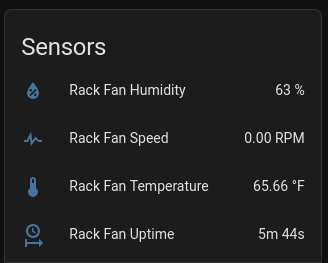 Sensors
Rack Fan Humidity 63 %
Rack Fan Speed 0.00 RPM
Rack Fan Temperature 65.66 °F
Rack Fan Uptime 5m 44s